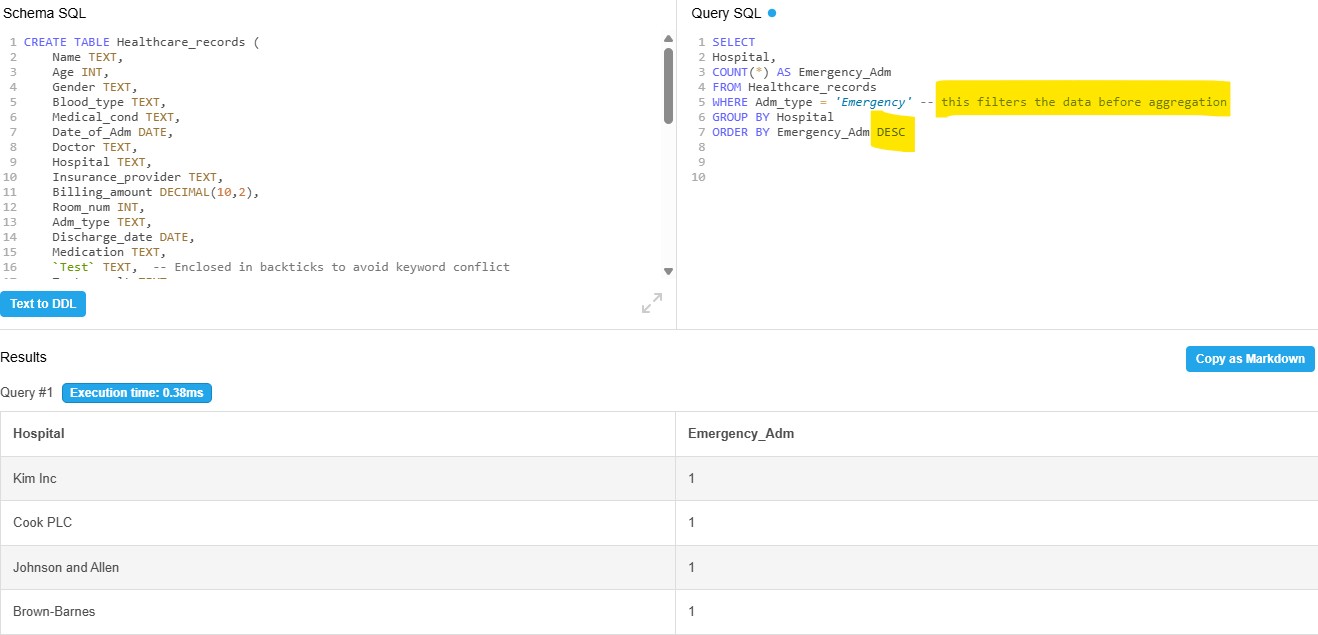 Schema SQL
1 CREATE TABLE Healthcare_records (
2 Name TEXT,
3 Age INT,
4 Gender TEXT,
5 Blood_type TEXT,
6 Medical_cond TEXT,
7 Date_of_Adm DATE,
8 Doctor TEXT,
9 Hospital TEXT,
10 Insurance_provider TEXT,
11 Billing_amount DECIMAL(10,2),
12 Room_num INT,
13 Adm_type TEXT,
14 Discharge_date DATE,
15 Medication TEXT,
16 `Test` TEXT, -- Enclosed in backticks to avoid keyword conflict
Text to DDL
Query SQL
1 SELECT
2 Hospital,
3 COUNT(*) AS Emergency_Adm
4 FROM Healthcare_records
5 WHERE Adm_type = 'Emergency' -- this filters the data before aggregation
6 GROUP BY Hospital
7 ORDER BY Emergency_Adm DESC
8
9
10
Results
Copy as Markdown
Query #1 Execution time: 0.38ms
Hospital Emergency_Adm
Kim Inc 1
Cook PLC 1
Johnson and Allen 1
Brown-Barnes 1